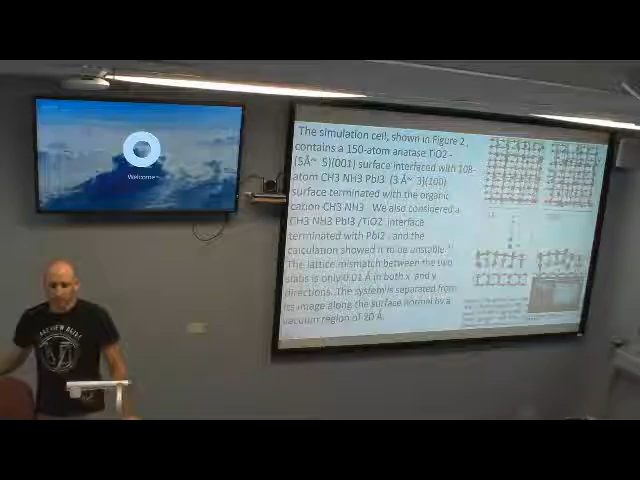 Welcome
The simulation cell, shown in Figure 2,
contains a 150-atom anatase TiO2 -
(5Å~ 5)(001) surface interfaced with 108-
atom CH3 NH3 PbI3 (3 Å~ 3)(100)
surface terminated with the organic
cation CH3 NH3 . We also considered a
CH3 NH3 PbI3 /TiO2 interface
terminated with PbI2 , and the
calculation showed it to be unstable.
The lattice mismatch between the two
slabs is only 0.01 Å in both x and y
directions. The system is separated from
its image along the surface normal by a
vacuum region of 20 Å.